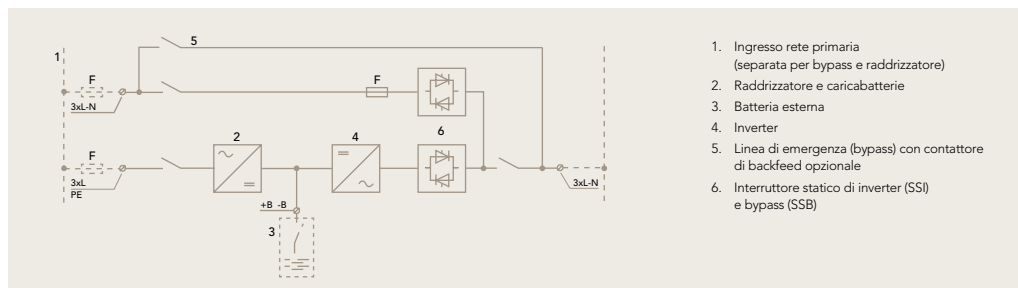 1
5
F
F
3xL-N
6
2
4
F
3xL
PE
3xL-N
+B -B
3
1. Ingresso rete primaria
(separata per bypass e raddrizzatore)
2. Raddrizzatore e caricabatterie
3. Batteria esterna
4. Inverter
5. Linea di emergenza (bypass) con contattore
di backfeed opzionale
6. Interruttore statico di inverter (SSI)
e bypass (SSB)